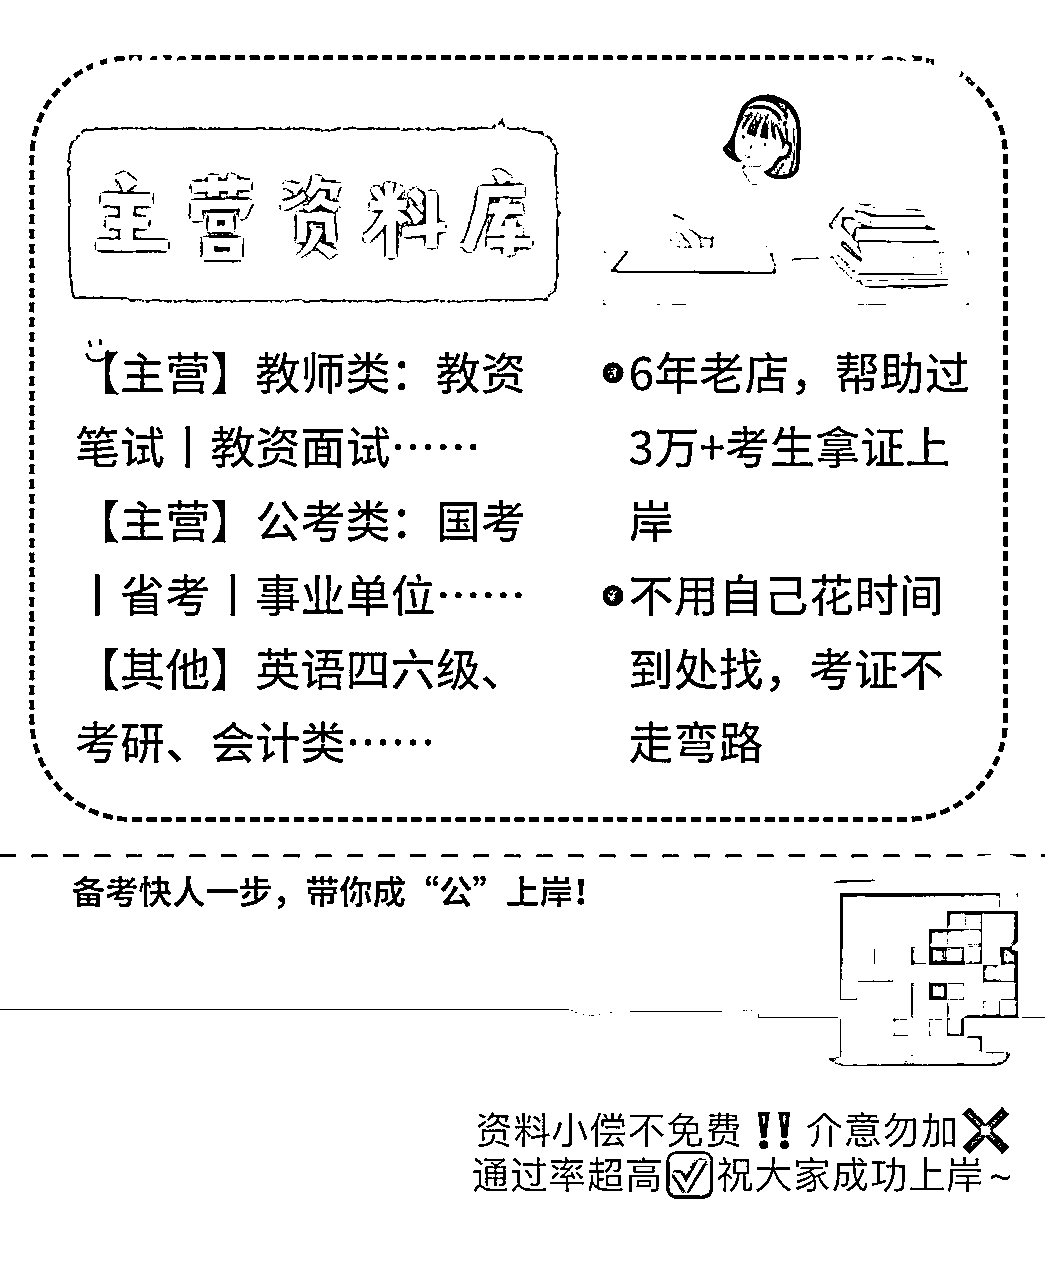 主营资料库
【主营】教师类：教资
笔试丨教资面试……
【主营】公考类：国考
丨省考丨事业单位……
【其他】英语四六级、
考研、会计类……
6年老店，帮助过
3万+考生拿证上
岸
不用自己花时间
到处找，考证不
走弯路
备考快人一步，带你成“公”上岸！
资料小偿不免费‼️介意勿加❌
通过率超高☑️祝大家成功上岸~